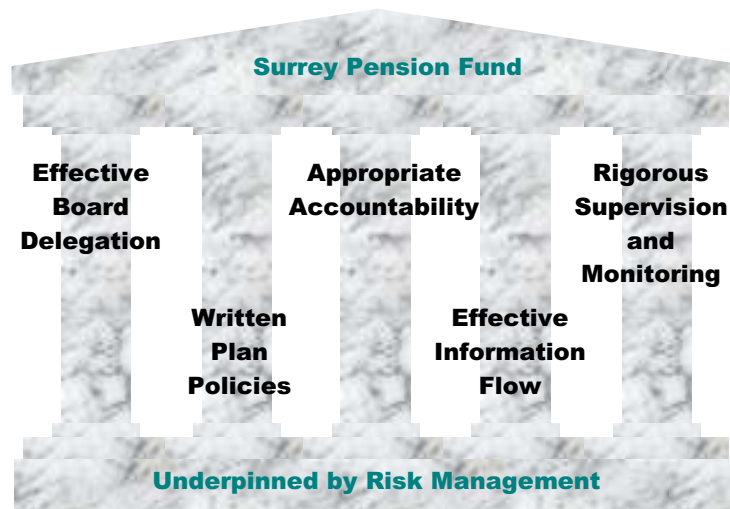 Surrey Pension Fund
Effective
Board
Delegation
Written
Plan
Policies
Appropriate
Accountability
Effective
Information
Flow
Rigorous
Supervision
and
Monitoring
Underpinned by Risk Management